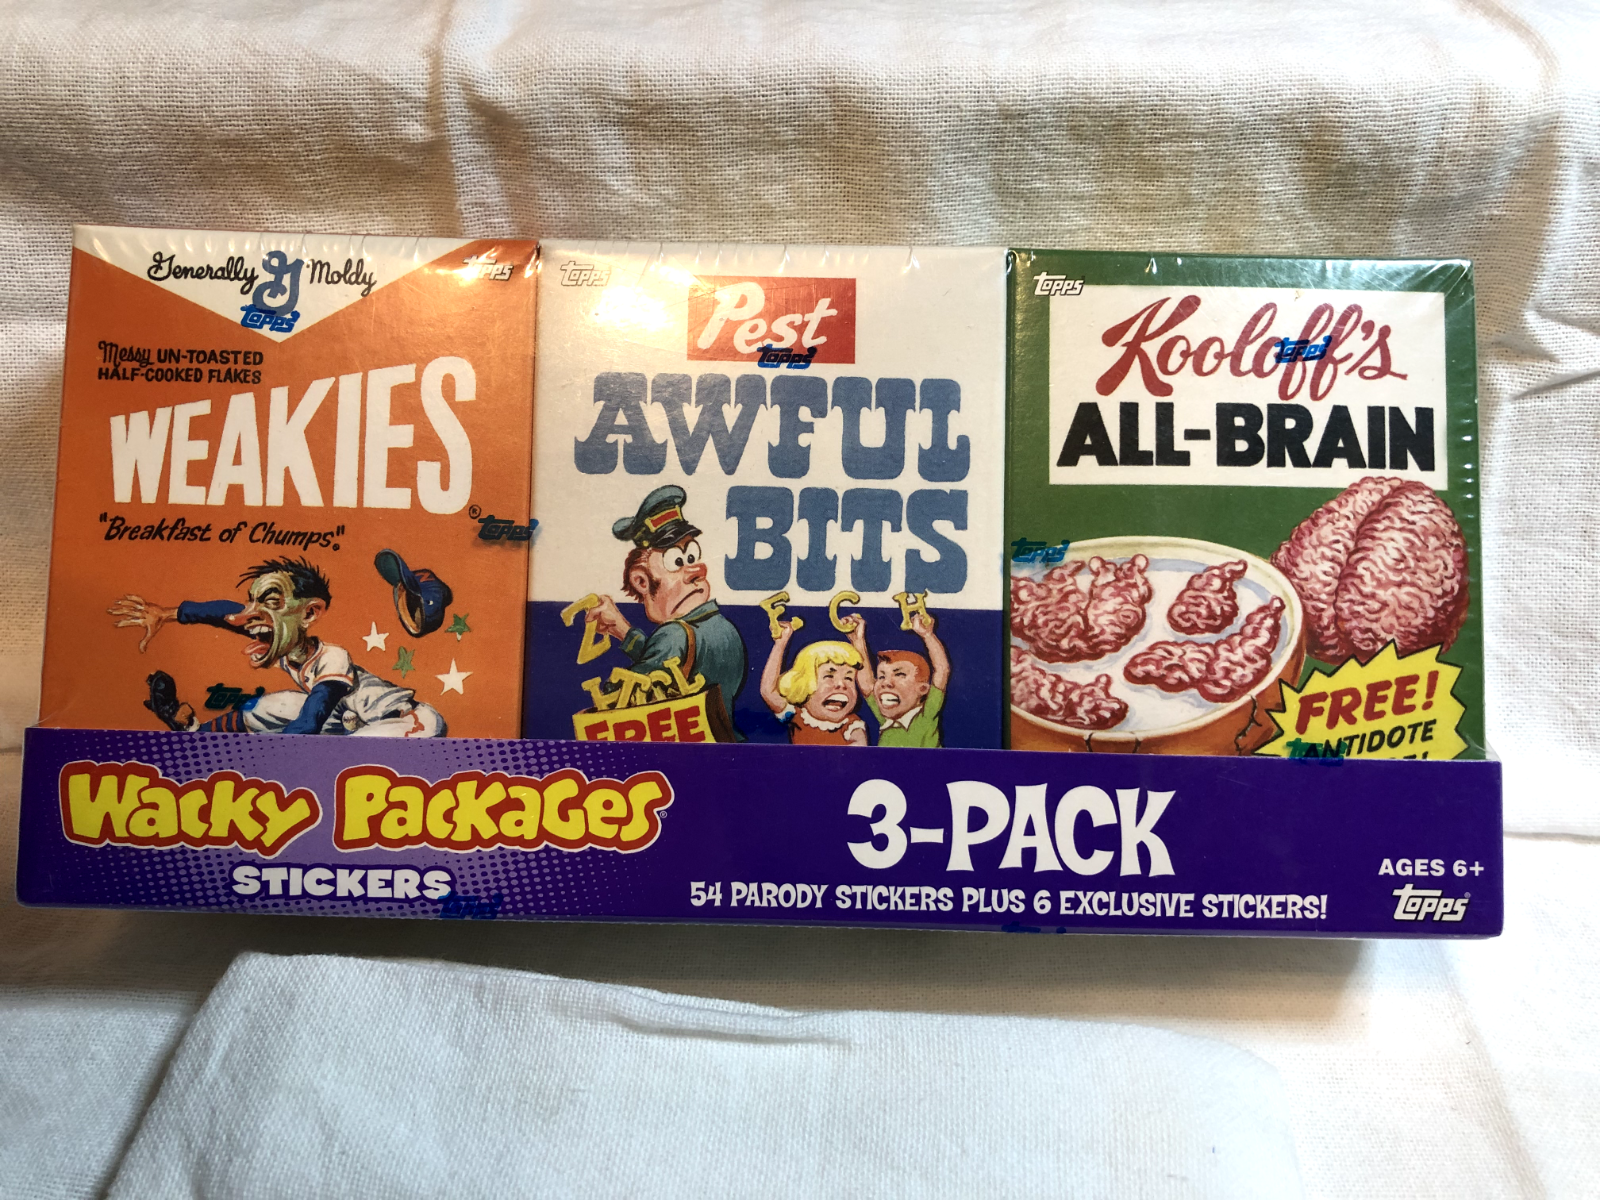 Generally G Moldy
Topps
Topps
Messy UN-TOASTED
HALF-COOKED FLAKES
WEAKIES®
"Breakfast of Chumps"
Topps
Topps
Topps
Pest
Topps
AWFUL
BITS
Z F C H
FREE
Topps
Kooloff's
Topps
ALL-BRAIN
Topps
FREE!
ANTIDOTE
Topps
Wacky Packages®
STICKERS
Topps
3-PACK
54 PARODY STICKERS PLUS 6 EXCLUSIVE STICKERS!
AGES 6+
Topps®